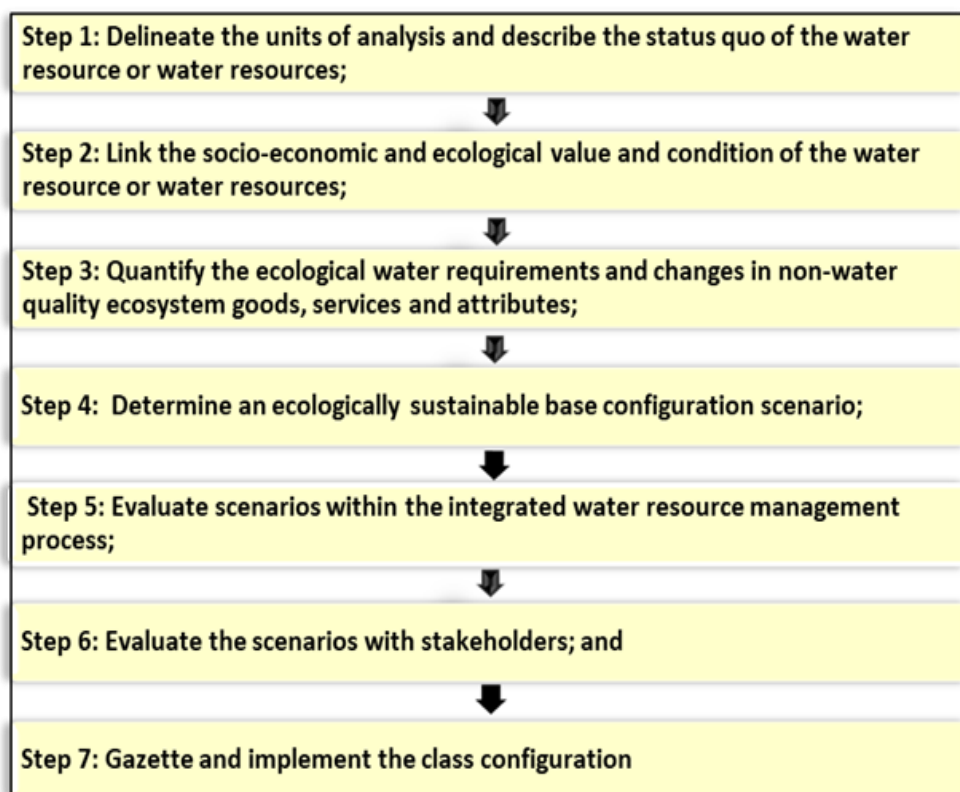 Step 1: Delineate the units of analysis and describe the status quo of the water
resource or water resources;
Step 2: Link the socio-economic and ecological value and condition of the water
resource or water resources;
Step 3: Quantify the ecological water requirements and changes in non-water
quality ecosystem goods, services and attributes;
Step 4: Determine an ecologically sustainable base configuration scenario;
Step 5: Evaluate scenarios within the integrated water resource management
process;
Step 6: Evaluate the scenarios with stakeholders; and
Step 7: Gazette and implement the class configuration